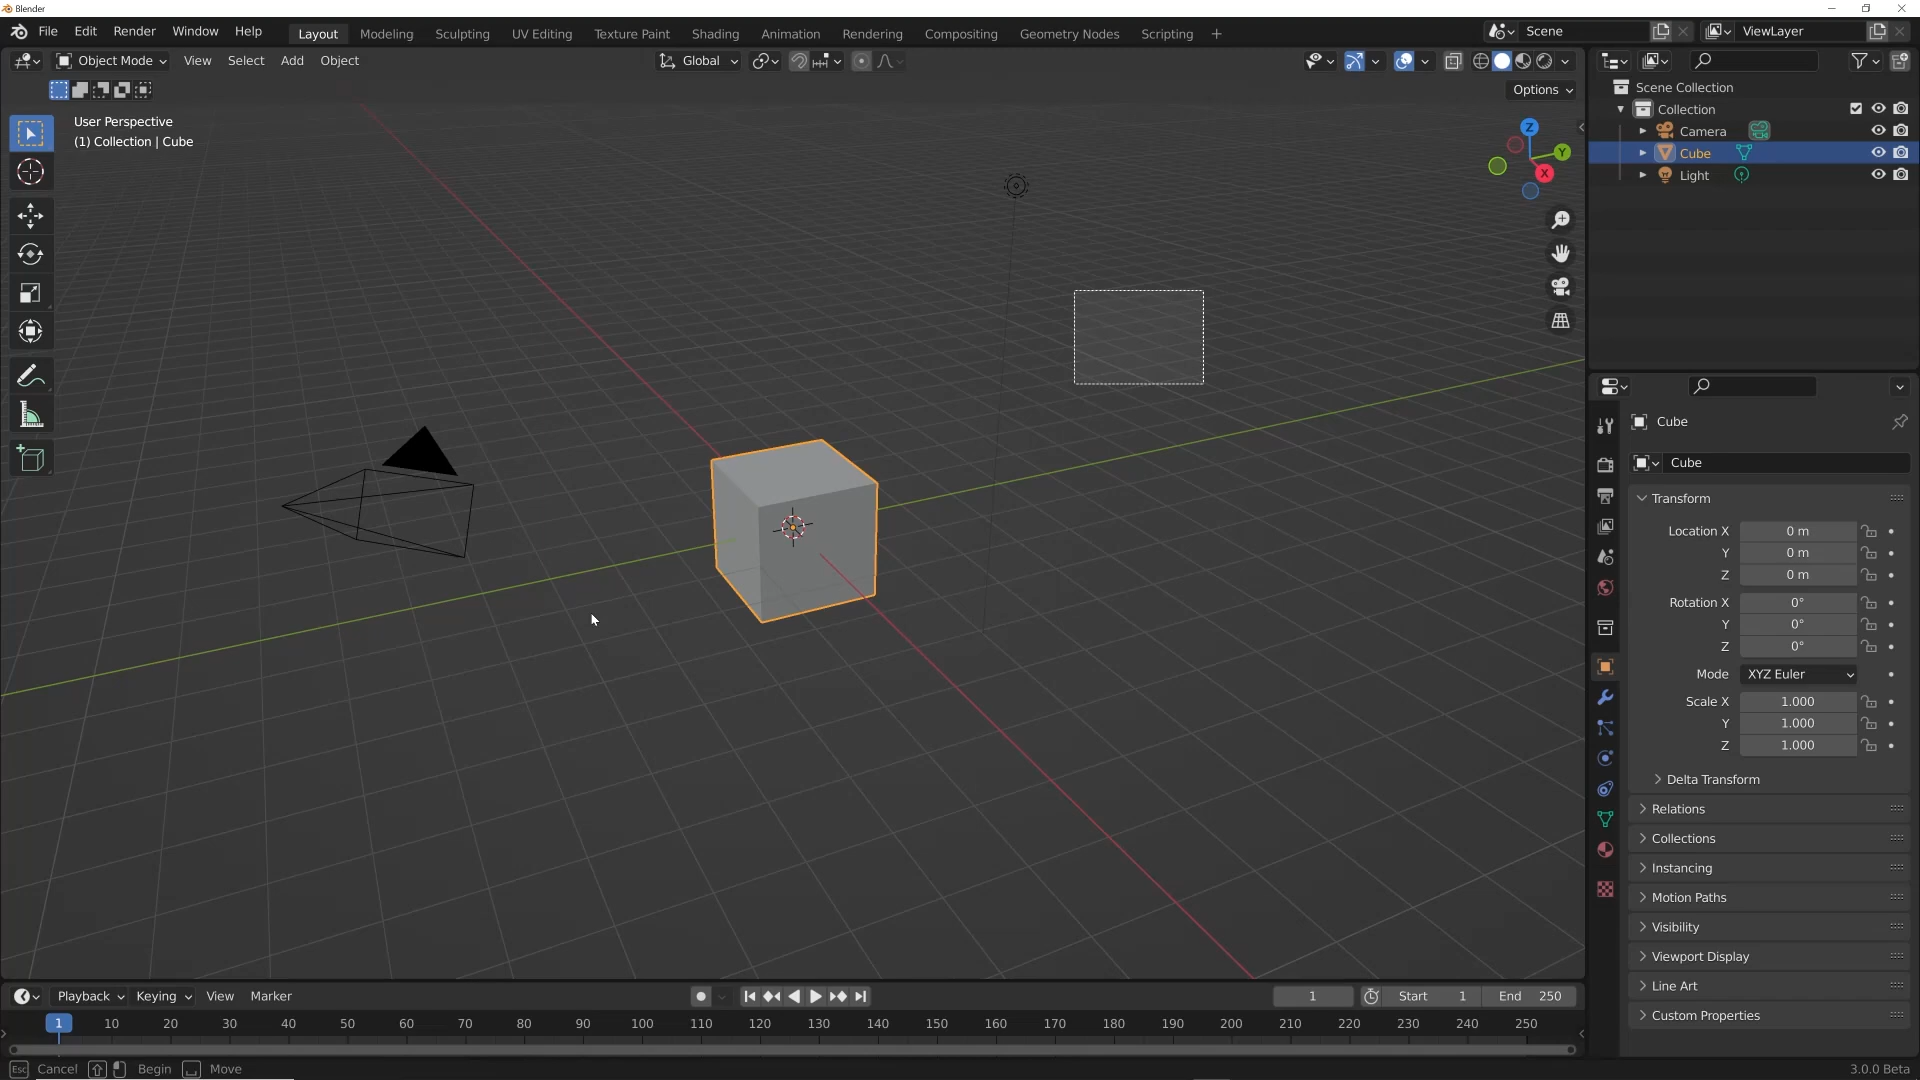 Blender
File Edit Render Window Help Layout Modeling Sculpting UV Editing Texture Paint Shading Animation Rendering Compositing Geometry Nodes Scripting + Scene ViewLayer
Object Mode View Select Add Object Global
Options
User Perspective
(1) Collection | Cube
Z
Y
X
Scene Collection
Collection
Camera
Cube
Light
Cube
Cube
Transform
Location X 0 m
Y 0 m
Z 0 m
Rotation X 0°
Y 0°
Z 0°
Mode XYZ Euler
Scale X 1.000
Y 1.000
Z 1.000
Delta Transform
Relations
Collections
Instancing
Motion Paths
Visibility
Viewport Display
Line Art
Custom Properties
Playback Keying View Marker 1 Start 1 End 250
1 10 20 30 40 50 60 70 80 90 100 110 120 130 140 150 160 170 180 190 200 210 220 230 240 250
Esc Cancel Begin Move 3.0.0 Beta